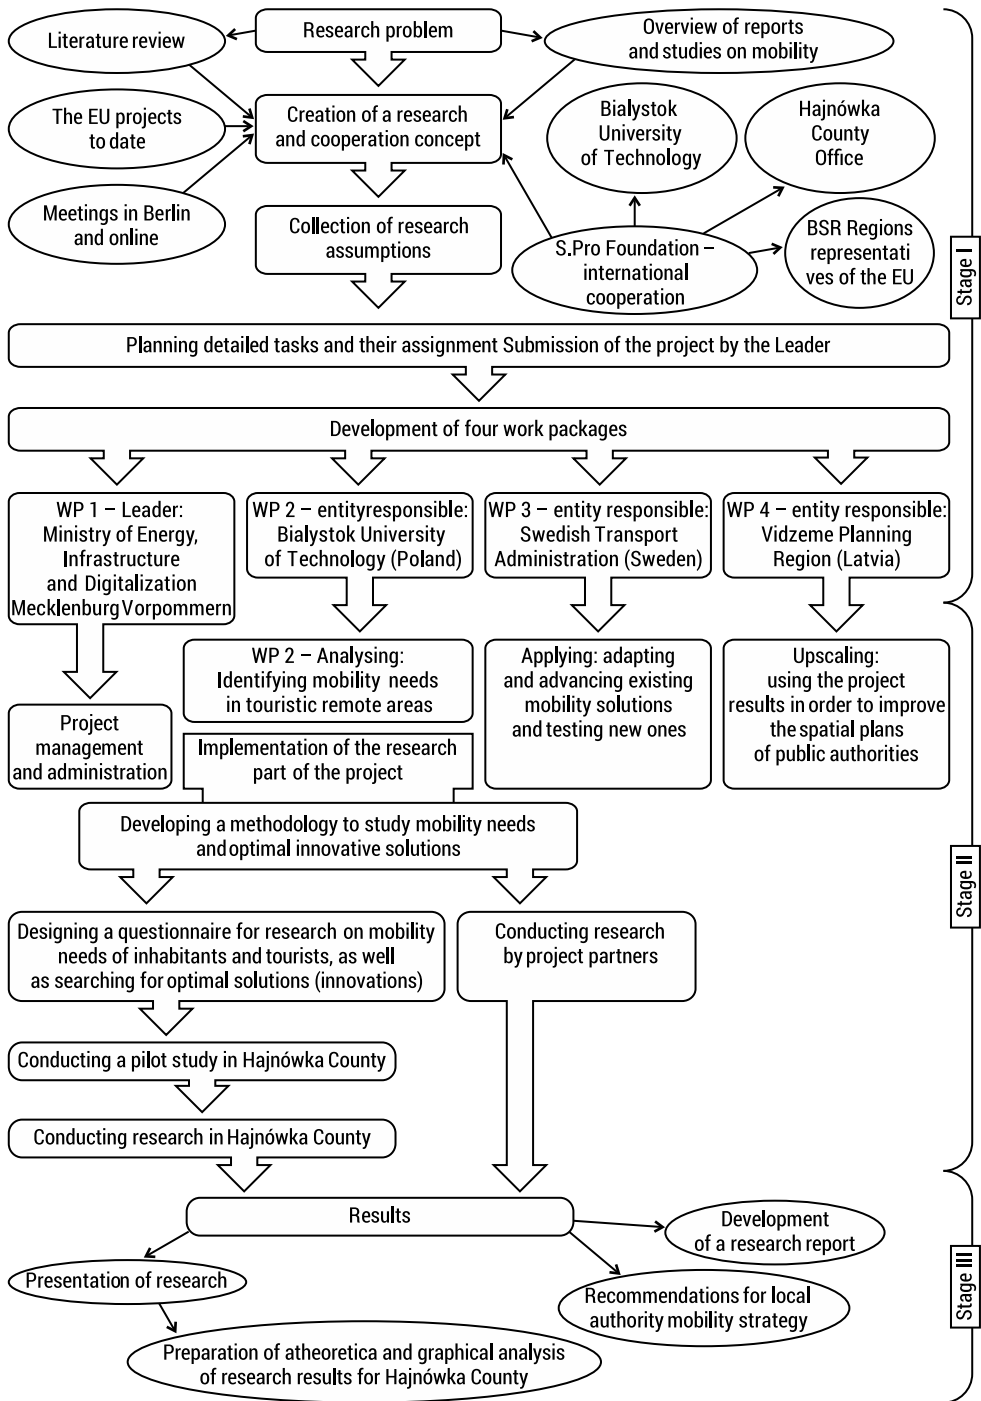 Literature review
Research problem
Overview of reports
and studies on mobility
The EU projects
to date
Creation of a research
and cooperation concept
Bialystok
University
of Technology
Hajnówka
County
Office
Meetings in Berlin
and online
Collection of research
assumptions
S.Pro Foundation –
international
cooperation
BSR Regions
representati
ves of the EU
Stage I
Planning detailed tasks and their assignment Submission of the project by the Leader
Development of four work packages
WP 1 – Leader:
Ministry of Energy,
Infrastructure
and Digitalization
Mecklenburg Vorpommern
WP 2 – entityresponsible:
Bialystok University
of Technology (Poland)
WP 3 – entity responsible:
Swedish Transport
Administration (Sweden)
WP 4 – entity responsible:
Vidzeme Planning
Region (Latvia)
Project
management
and administration
WP 2 – Analysing:
Identifying mobility needs
in touristic remote areas
Applying: adapting
and advancing existing
mobility solutions
and testing new ones
Upscaling:
using the project
results in order to improve
the spatial plans
of public authorities
Implementation of the research
part of the project
Developing a methodology to study mobility needs
and optimal innovative solutions
Stage II
Designing a questionnaire for research on mobility
needs of inhabitants and tourists, as well
as searching for optimal solutions (innovations)
Conducting research
by project partners
Conducting a pilot study in Hajnówka County
Conducting research in Hajnówka County
Results
Development
of a research report
Presentation of research
Recommendations for local
authority mobility strategy
Stage III
Preparation of atheoretica and graphical analysis
of research results for Hajnówka County